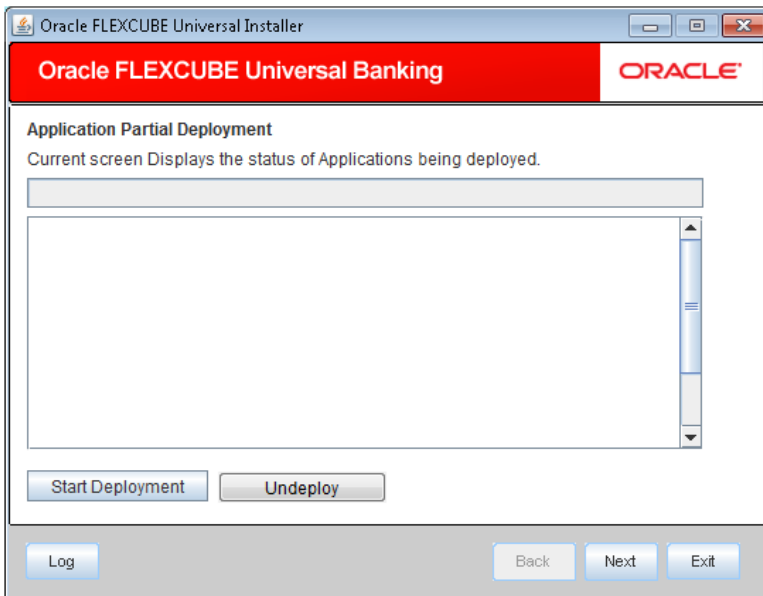 Oracle FLEXCUBE Universal Installer
Oracle FLEXCUBE Universal Banking ORACLE
Application Partial Deployment
Current screen Displays the status of Applications being deployed.
Start Deployment Undeploy
Log Back Next Exit